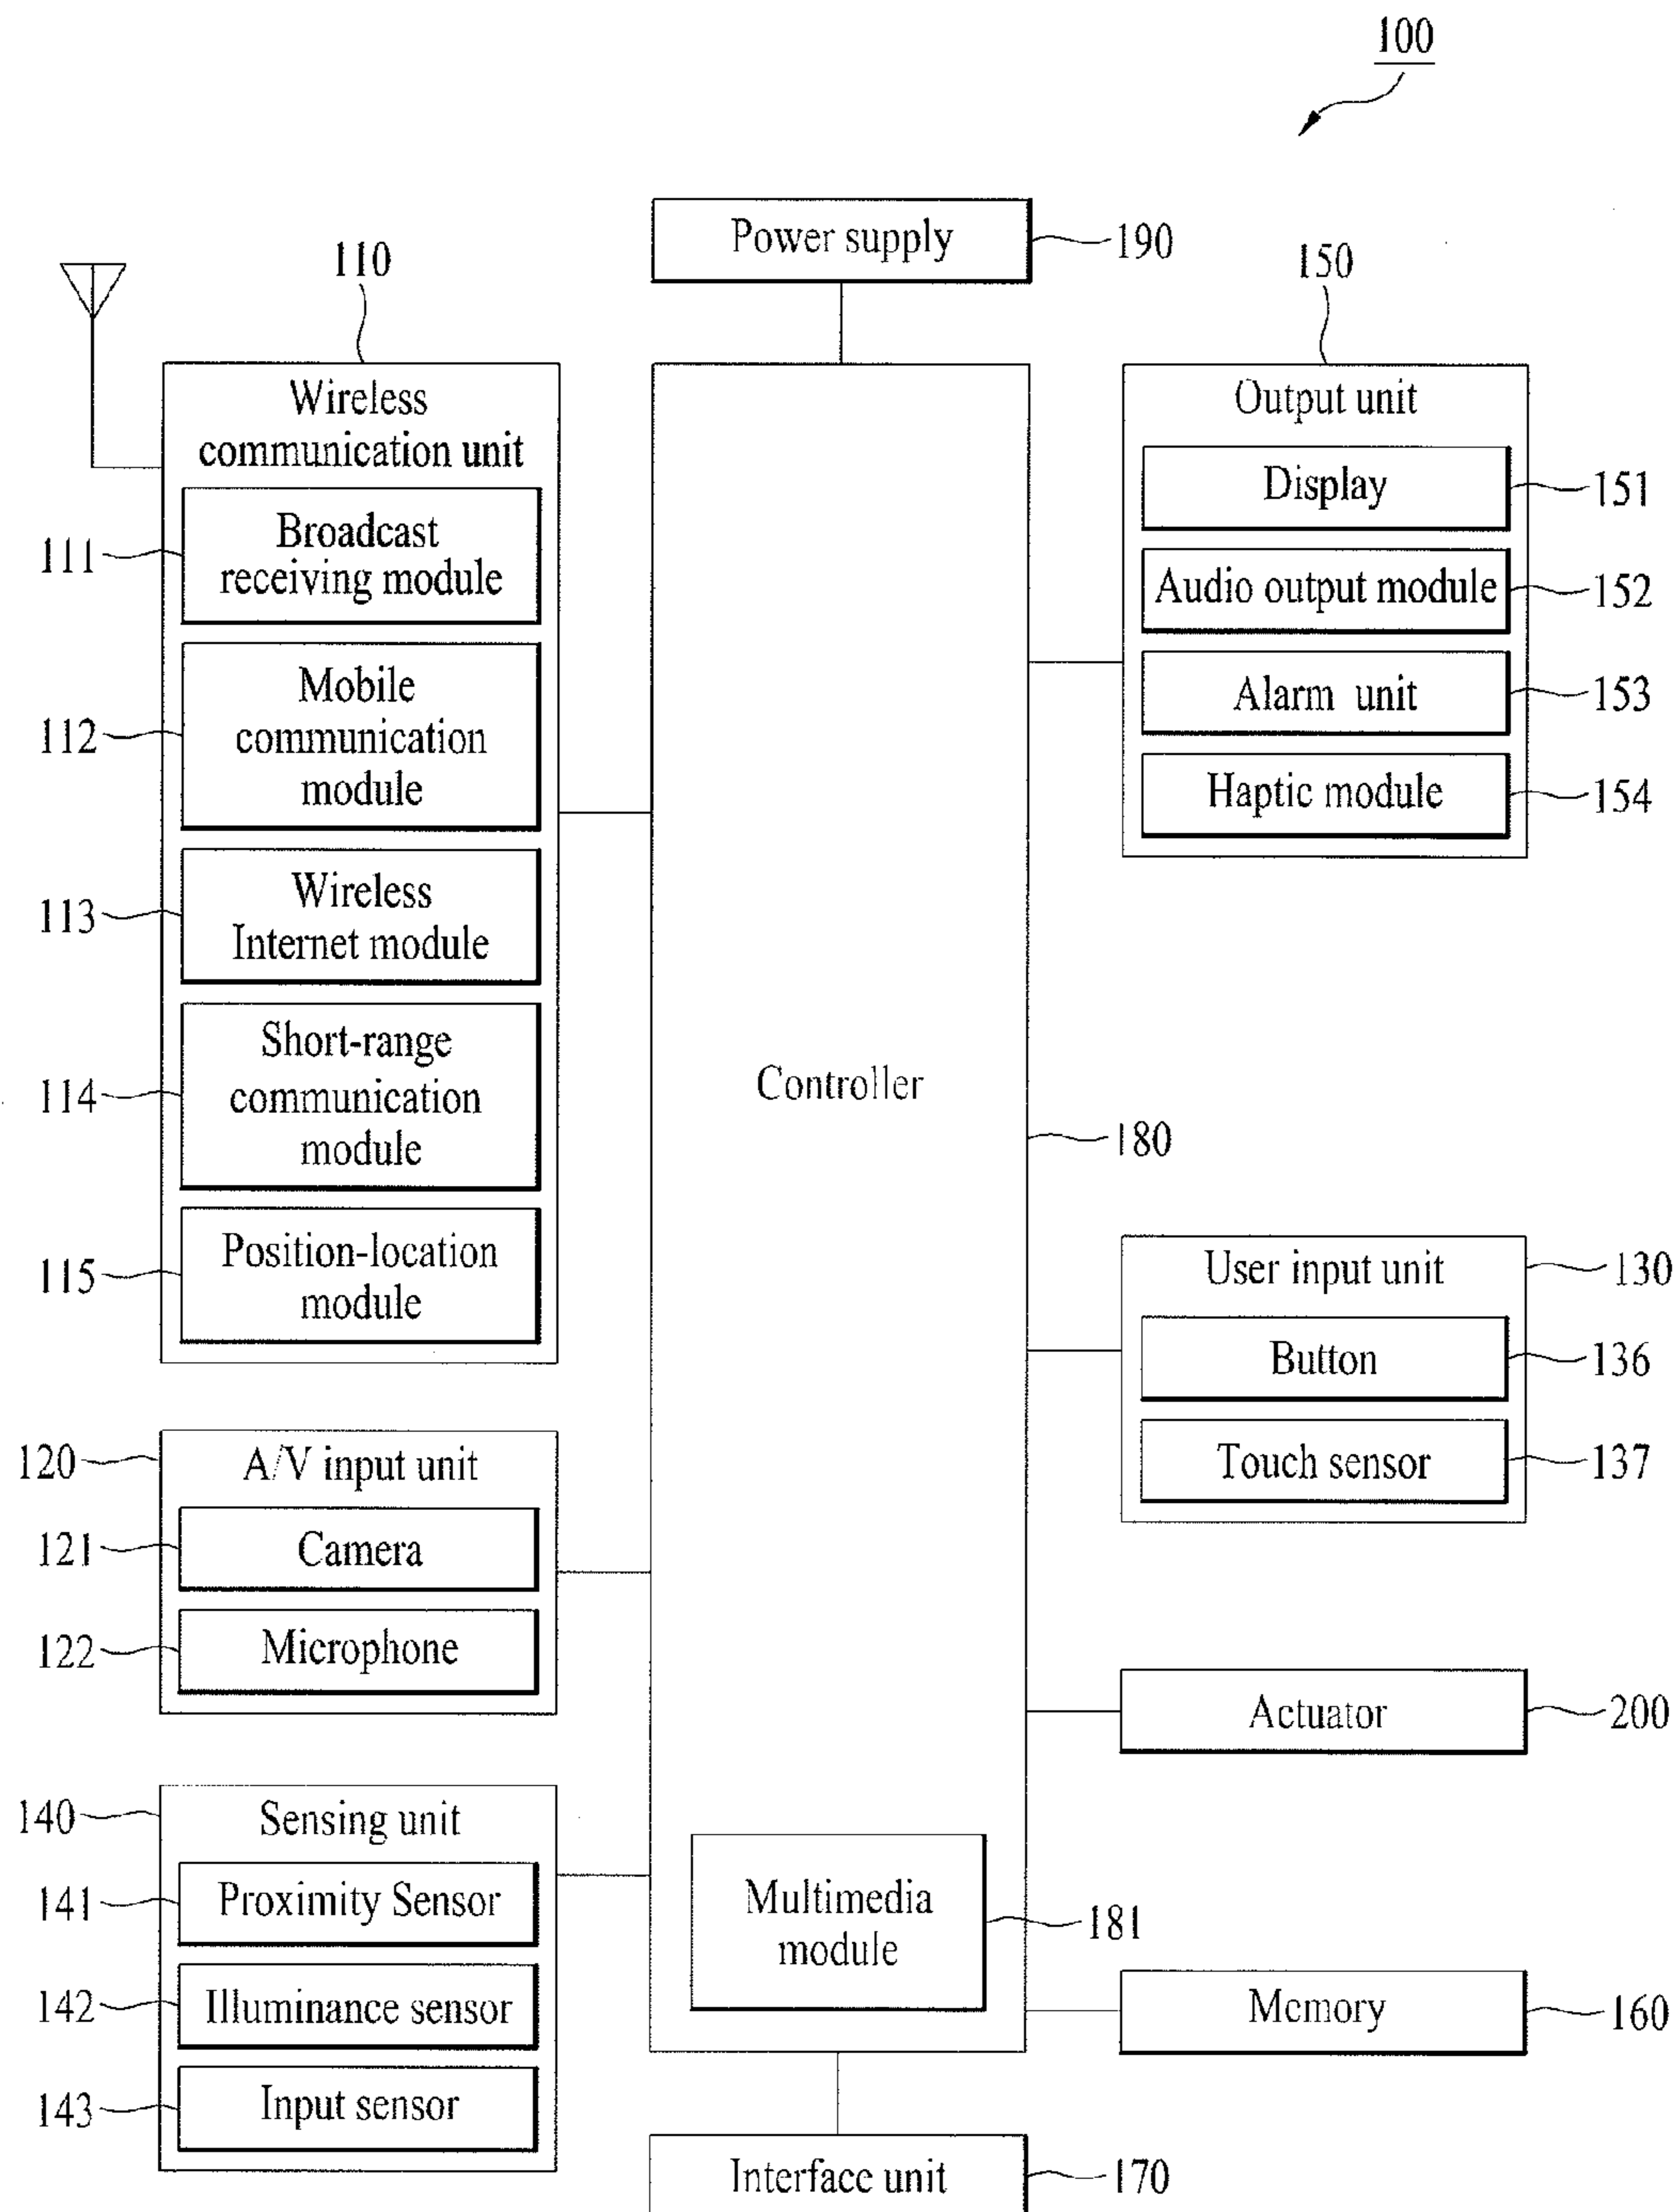 100
Power supply
190
110
150
Wireless
communication unit
Broadcast
receiving module
111
Mobile
communication
module
112
Wireless
Internet module
113
Short-range
communication
module
114
Position-location
module
115
Output unit
Display
151
Audio output module
152
Alarm unit
153
Haptic module
154
Controller
180
User input unit
130
Button
136
Touch sensor
137
120
A/V input unit
121
Camera
122
Microphone
Actuator
200
140
Sensing unit
141
Proximity Sensor
142
Illuminance sensor
143
Input sensor
Multimedia
module
181
Memory
160
Interface unit
170